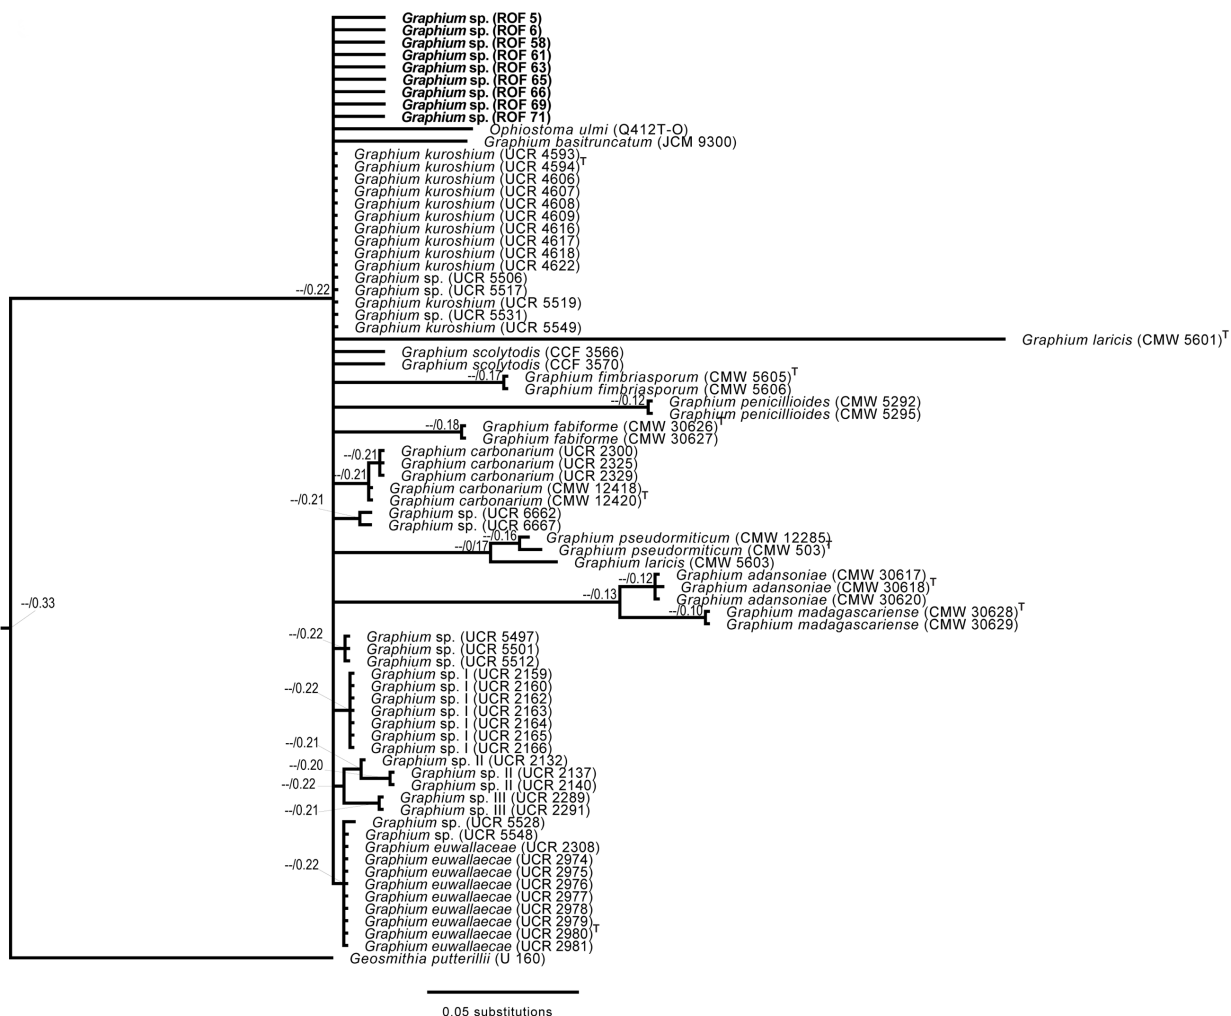 Graphium sp. (ROF 5)
Graphium sp. (ROF 6)
Graphium sp. (ROF 58)
Graphium sp. (ROF 61)
Graphium sp. (ROF 63)
Graphium sp. (ROF 65)
Graphium sp. (ROF 66)
Graphium sp. (ROF 69)
Graphium sp. (ROF 71)
Ophiostoma ulmi (Q412T-O)
Graphium basitruncatum (JCM 9300)
Graphium kuroshium (UCR 4593)
Graphium kuroshium (UCR 4594)T
Graphium kuroshium (UCR 4606)
Graphium kuroshium (UCR 4607)
Graphium kuroshium (UCR 4608)
Graphium kuroshium (UCR 4609)
Graphium kuroshium (UCR 4616)
Graphium kuroshium (UCR 4617)
Graphium kuroshium (UCR 4618)
Graphium kuroshium (UCR 4622)
Graphium sp. (UCR 5506)
Graphium sp. (UCR 5517)
--/0.22
Graphium kuroshium (UCR 5519)
Graphium sp. (UCR 5531)
Graphium kuroshium (UCR 5549)
Graphium laricis (CMW 5601)T
Graphium scolytodis (CCF 3566)
Graphium scolytodis (CCF 3570)
--/0.17
Graphium fimbriasporum (CMW 5605)T
Graphium fimbriasporum (CMW 5606)
--/0.12
Graphium penicillioides (CMW 5292)
Graphium penicillioides (CMW 5295)
--/0.18
Graphium fabiforme (CMW 30626)T
Graphium fabiforme (CMW 30627)
--/0.21
Graphium carbonarium (UCR 2300)
Graphium carbonarium (UCR 2325)
--/0.21
Graphium carbonarium (UCR 2329)
Graphium carbonarium (CMW 12418)
Graphium carbonarium (CMW 12420)T
--/0.21
Graphium sp. (UCR 6662)
Graphium sp. (UCR 6667)
--/0.16
Graphium pseudormiticum (CMW 12285)
--/0/17
Graphium pseudormiticum (CMW 503)T
Graphium laricis (CMW 5603)
--/0.12
Graphium adansoniae (CMW 30617)
Graphium adansoniae (CMW 30618)T
--/0.13
Graphium adansoniae (CMW 30620)
--/0.10
Graphium madagascariense (CMW 30628)T
Graphium madagascariense (CMW 30629)
--/0.33
--/0.22
Graphium sp. (UCR 5497)
Graphium sp. (UCR 5501)
Graphium sp. (UCR 5512)
Graphium sp. I (UCR 2159)
--/0.22
Graphium sp. I (UCR 2160)
Graphium sp. I (UCR 2162)
Graphium sp. I (UCR 2163)
Graphium sp. I (UCR 2164)
Graphium sp. I (UCR 2165)
Graphium sp. I (UCR 2166)
--/0.21
Graphium sp. II (UCR 2132)
--/0.20
Graphium sp. II (UCR 2137)
--/0.22
Graphium sp. II (UCR 2140)
Graphium sp. III (UCR 2289)
--/0.21
Graphium sp. III (UCR 2291)
Graphium sp. (UCR 5528)
Graphium sp. (UCR 5548)
Graphium euwallaceae (UCR 2308)
--/0.22
Graphium euwallaecae (UCR 2974)
Graphium euwallaecae (UCR 2975)
Graphium euwallaecae (UCR 2976)
Graphium euwallaecae (UCR 2977)
Graphium euwallaecae (UCR 2978)
Graphium euwallaecae (UCR 2979)
Graphium euwallaecae (UCR 2980)T
Graphium euwallaecae (UCR 2981)
Geosmithia putterillii (U 160)
0.05 substitutions